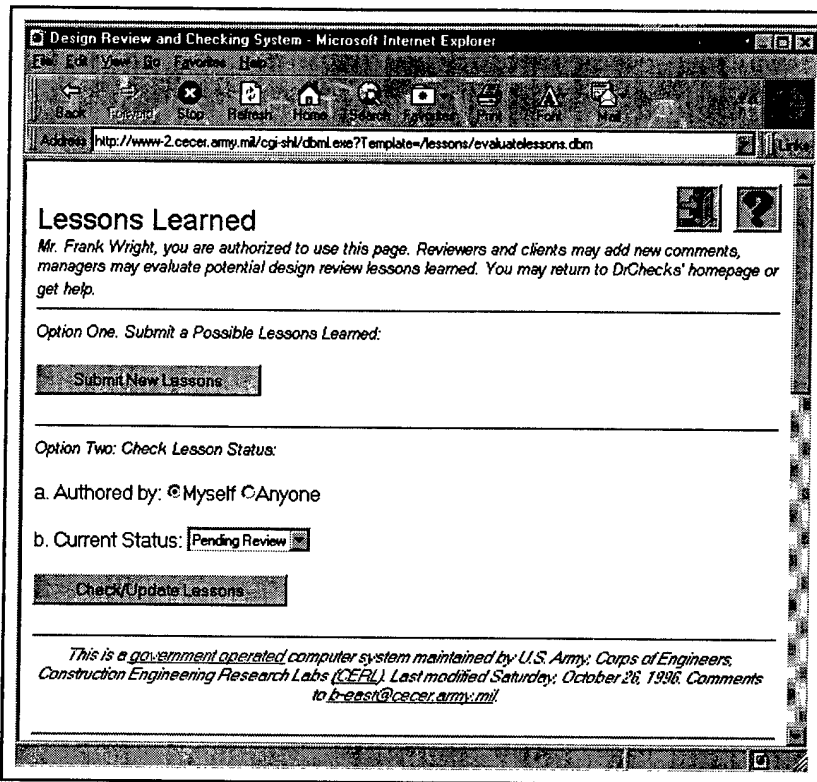 Design Review and Checking System - Microsoft Internet Explorer
File Edit View Go Favorites Help
Back Forward Stop Refresh Home Search Favorites Print Font Mail
Address http://www-2.cecer.army.mil/cgi-shl/dbml.exe?Template=/lessons/evaluatelessons.dbm Links
Lessons Learned
Mr. Frank Wright, you are authorized to use this page. Reviewers and clients may add new comments,
managers may evaluate potential design review lessons learned. You may return to DrChecks' homepage or
get help.
Option One. Submit a Possible Lessons Learned:
Submit New Lessons
Option Two: Check Lesson Status:
a. Authored by: Myself Anyone
b. Current Status: Pending Review
Check/Update Lessons
This is a government operated computer system maintained by U.S. Army; Corps of Engineers,
Construction Engineering Research Labs (CERL). Last modified Saturday, October 26, 1996. Comments
to b-east@cecer.army.mil.